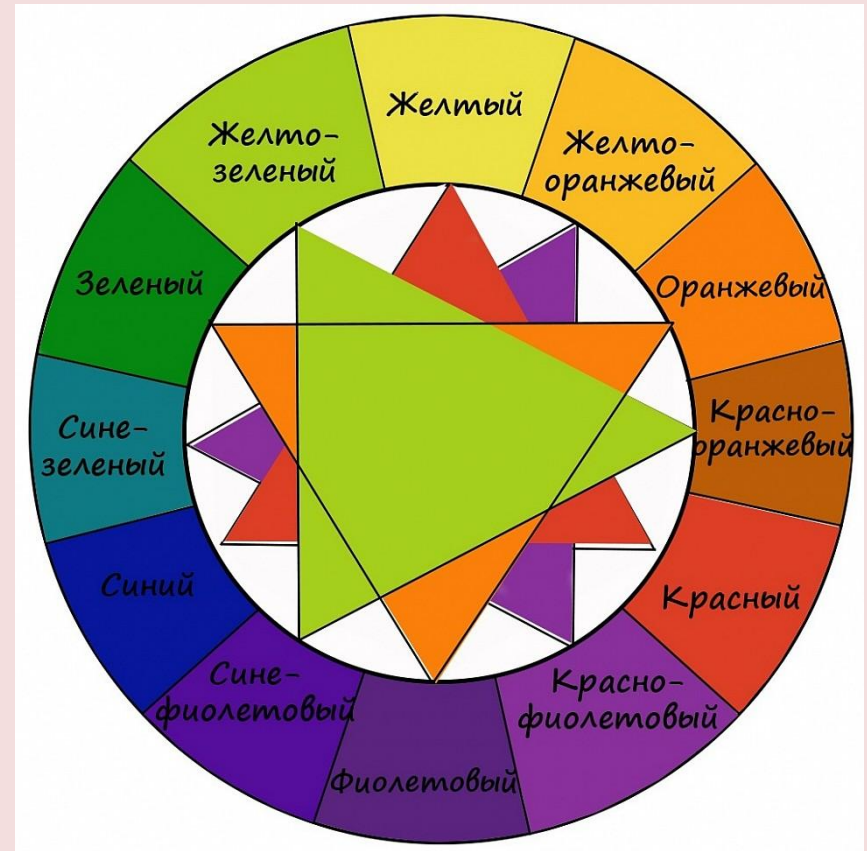 Желтый
Желто-
оранжевый
Оранжевый
Красно-
оранжевый
Красный
Красно-
фиолетовый
Фиолетовый
Сине-
фиолетовый
Синий
Сине-
зеленый
Зеленый
Желто-
зеленый